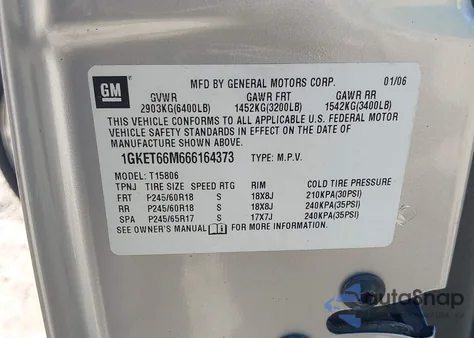 GM
MFD BY GENERAL MOTORS CORP. 01/06
GVWR GAWR FRT GAWR RR
2903KG(6400LB) 1452KG(3200LB) 1542KG(3400LB)
THIS VEHICLE CONFORMS TO ALL APPLICABLE U.S. FEDERAL MOTOR
VEHICLE SAFETY STANDARDS IN EFFECT ON THE DATE OF
MANUFACTURE SHOWN ABOVE.
1GKET66M666164373 TYPE: M.P.V.
MODEL: T15806
TPNJ TIRE SIZE SPEED RTG RIM COLD TIRE PRESSURE
FRT P245/60R18 S 18X8J 210KPA(30PSI)
RR P245/60R18 S 18X8J 240KPA(35PSI)
SPA P245/65R17 S 17X7J 240KPA(35PSI)
SEE OWNER'S MANUAL FOR MORE INFORMATION.
autoSnap